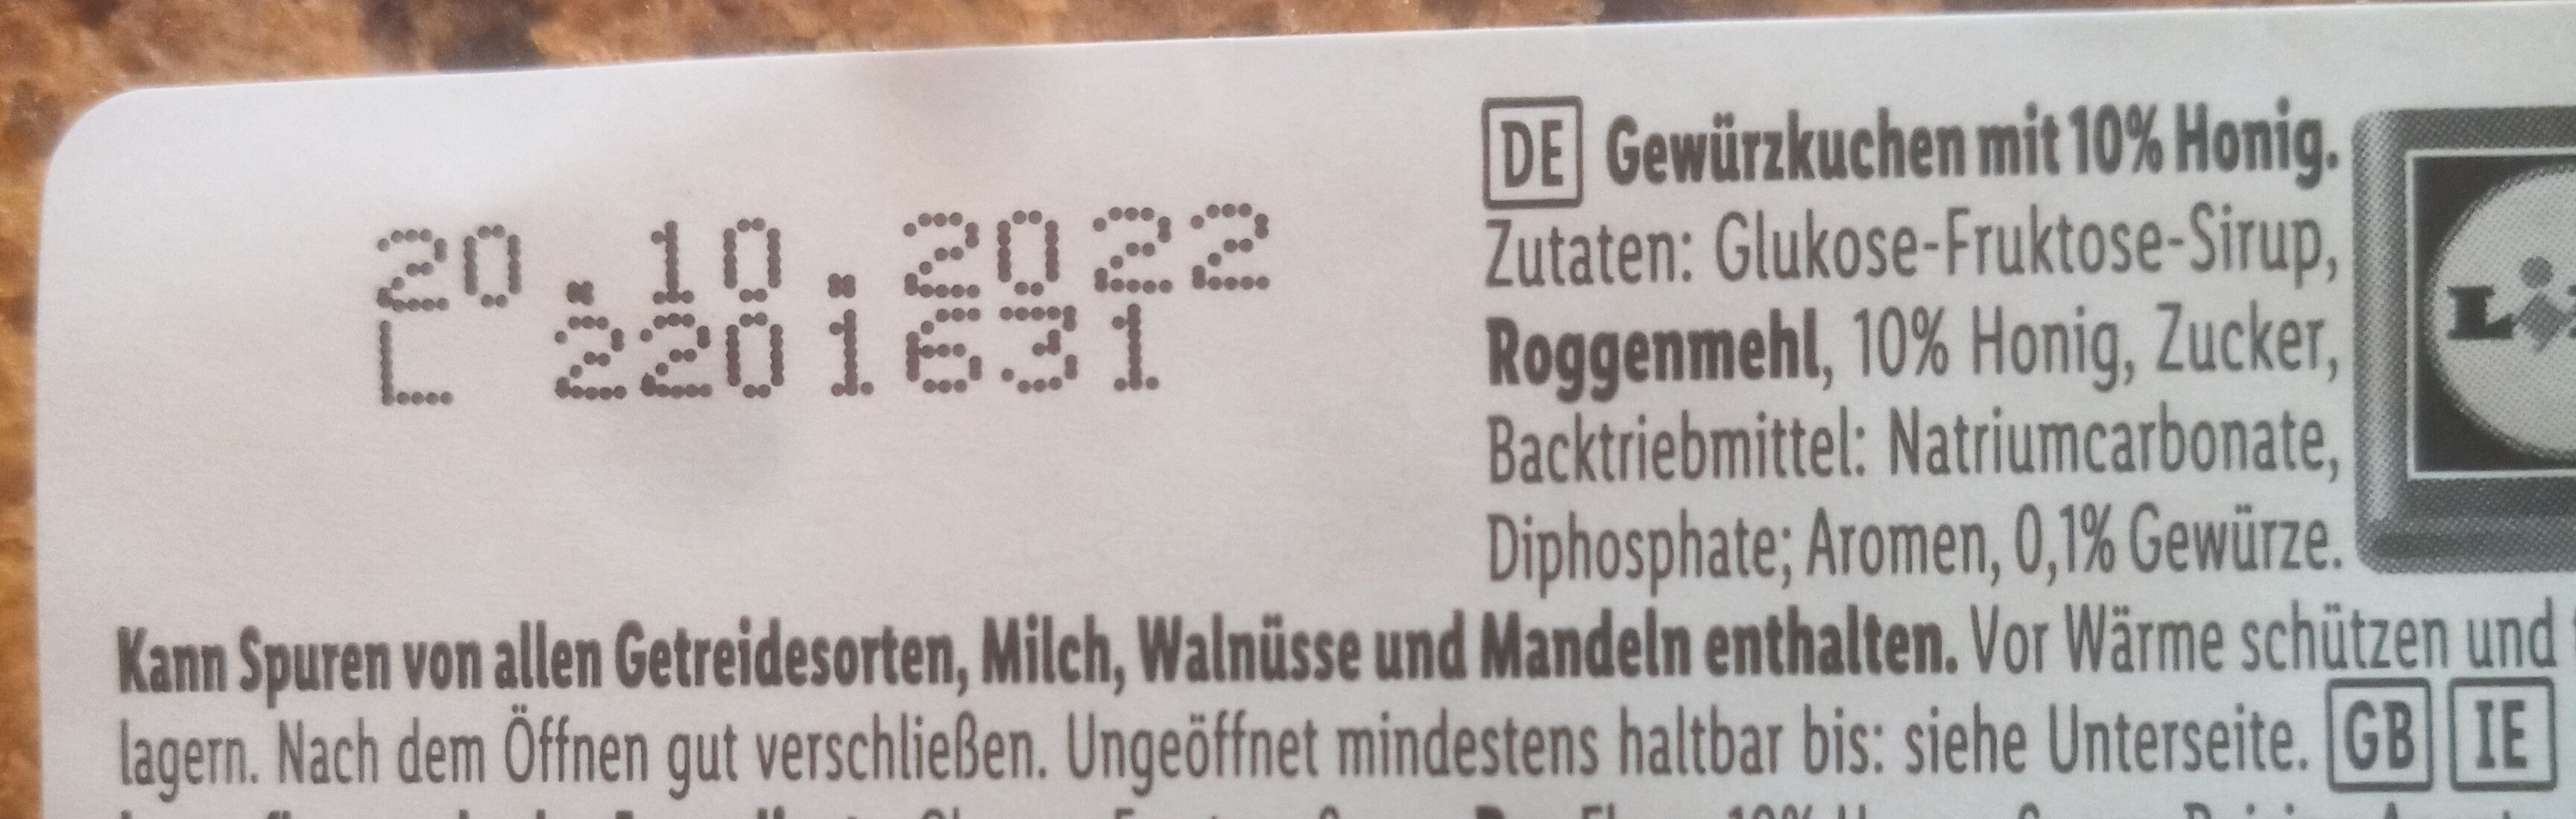 20.10.2022
L 2201631
DE Gewürzkuchen mit 10% Honig.
Zutaten: Glukose-Fruktose-Sirup,
Roggenmehl, 10% Honig, Zucker,
Backtriebmittel: Natriumcarbonate,
Diphosphate; Aromen, 0,1% Gewürze.
Kann Spuren von allen Getreidesorten, Milch, Walnüsse und Mandeln enthalten. Vor Wärme schützen und
lagern. Nach dem Öffnen gut verschließen. Ungeöffnet mindestens haltbar bis: siehe Unterseite. GB IE